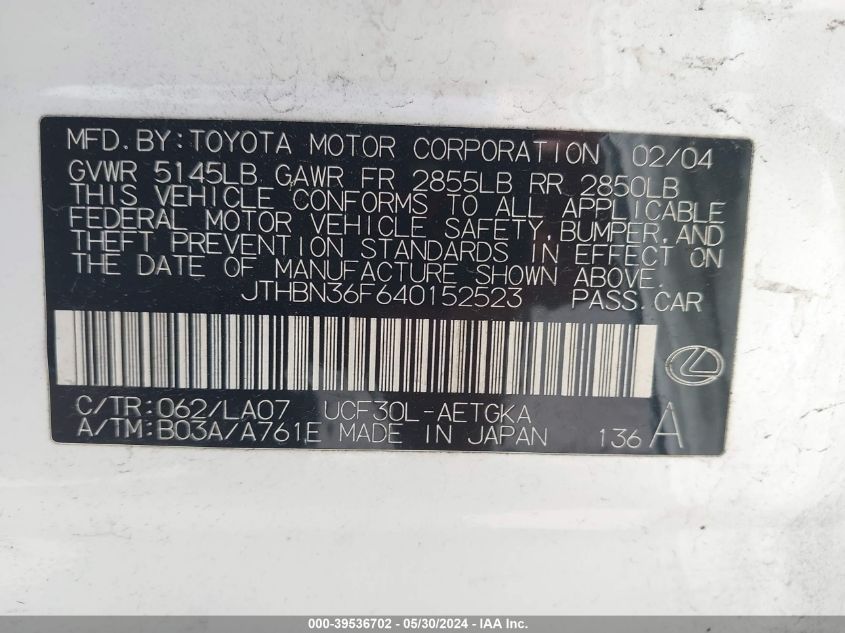 MFD. BY: TOYOTA MOTOR CORPORATION 02/04
GVWR 5145LB GAWR FR 2855LB RR 2850LB
THIS VEHICLE CONFORMS TO ALL APPLICABLE
FEDERAL MOTOR VEHICLE SAFETY, BUMPER, AND
THEFT PREVENTION STANDARDS IN EFFECT ON
THE DATE OF MANUFACTURE SHOWN ABOVE.
JTHBN36F640152523 PASS. CAR
C/TR: 062/LA07 UCF30L-AETGKA
A/TM: B03A/A761E MADE IN JAPAN 136 A
000-39536702 - 05/30/2024 - IAA Inc.